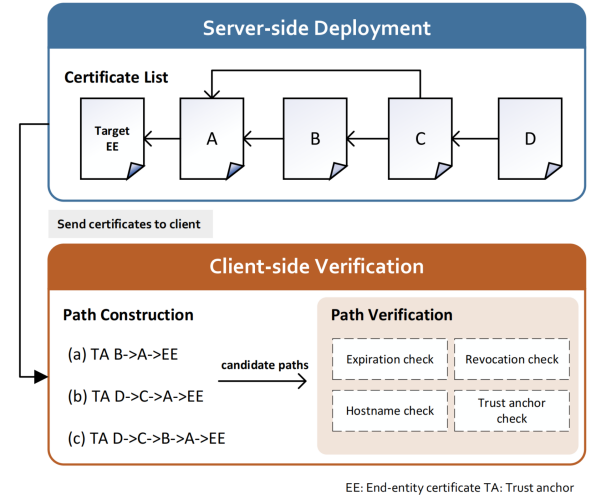 Server-side Deployment
Certificate List
Target
EE
A
B
C
D
Send certificates to client
Client-side Verification
Path Construction
(a) TA B->A->EE
(b) TA D->C->A->EE
(c) TA D->C->B->A->EE
candidate paths
Path Verification
Expiration check
Revocation check
Hostname check
Trust anchor
check
EE: End-entity certificate TA: Trust anchor